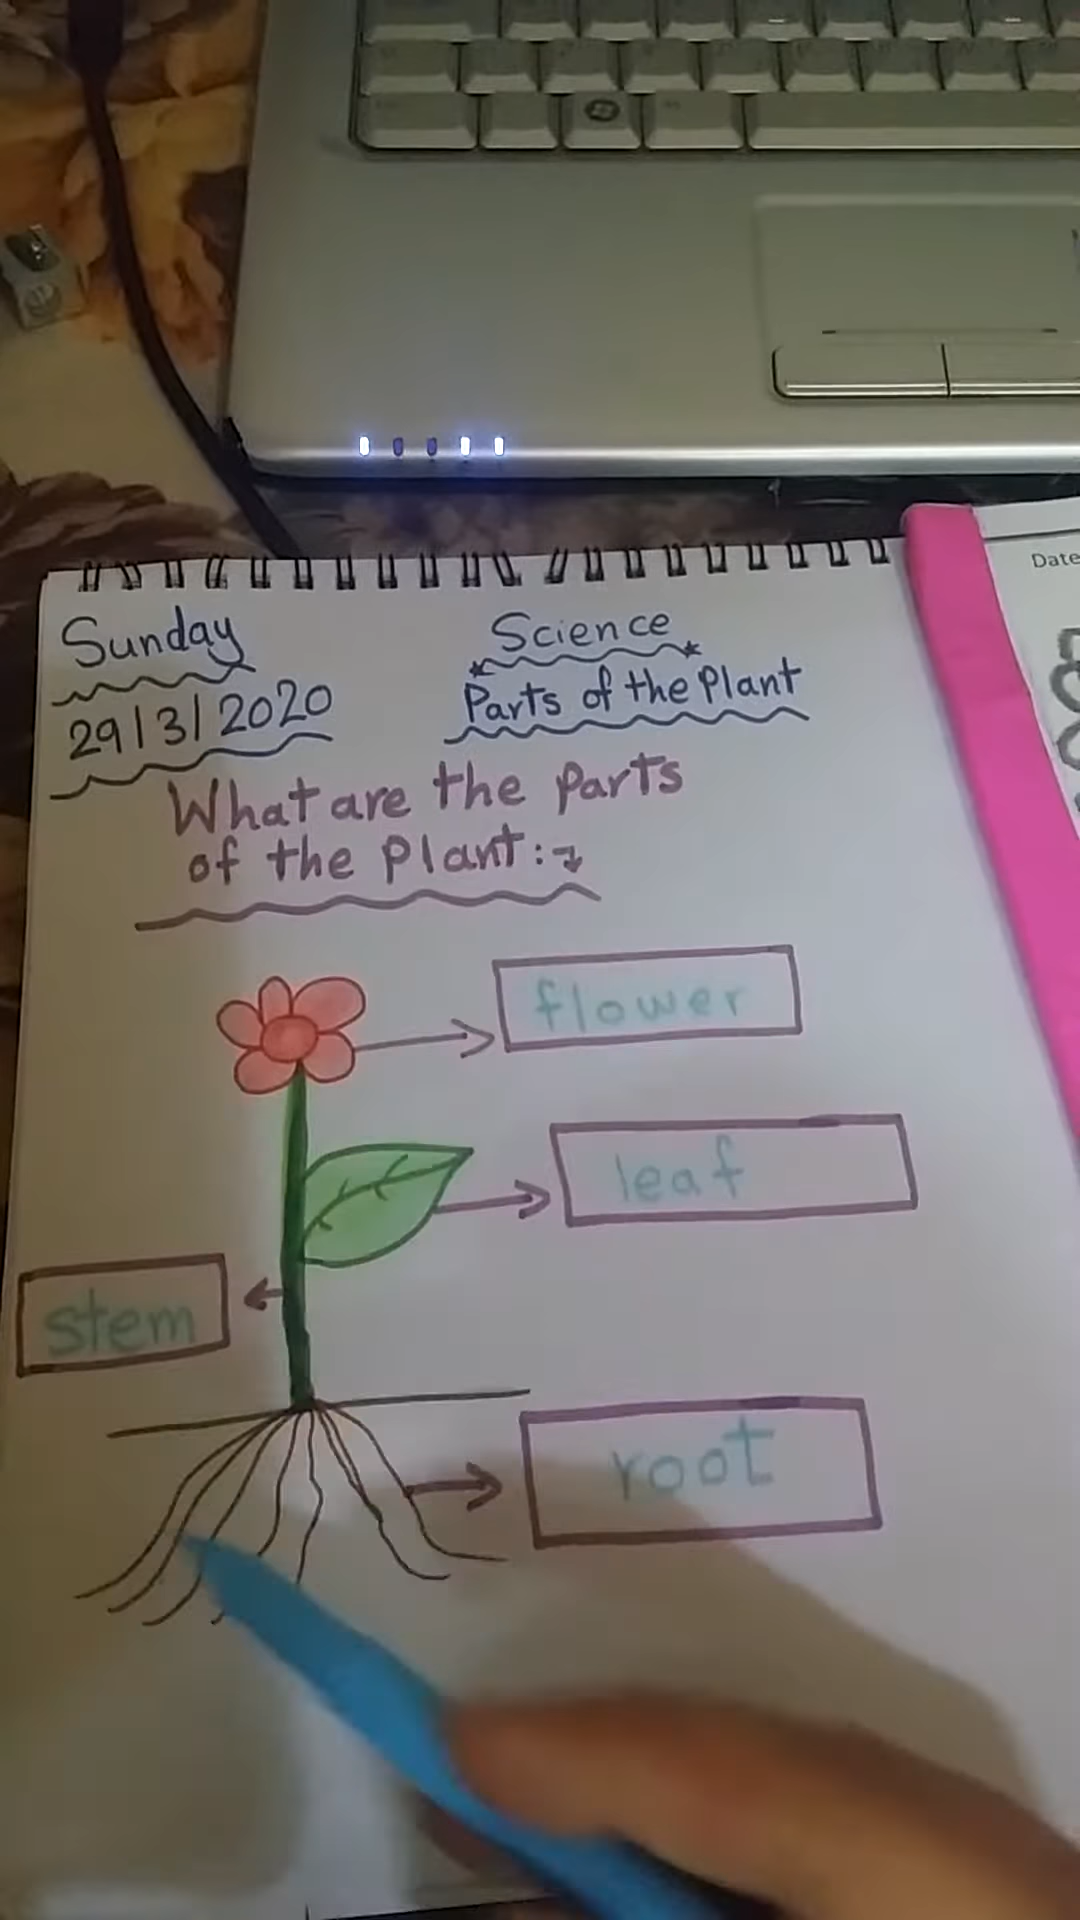 Sunday
29/3/2020
Science
Parts of the Plant
What are the Parts
of the Plant:
flower
leaf
stem
root
Date